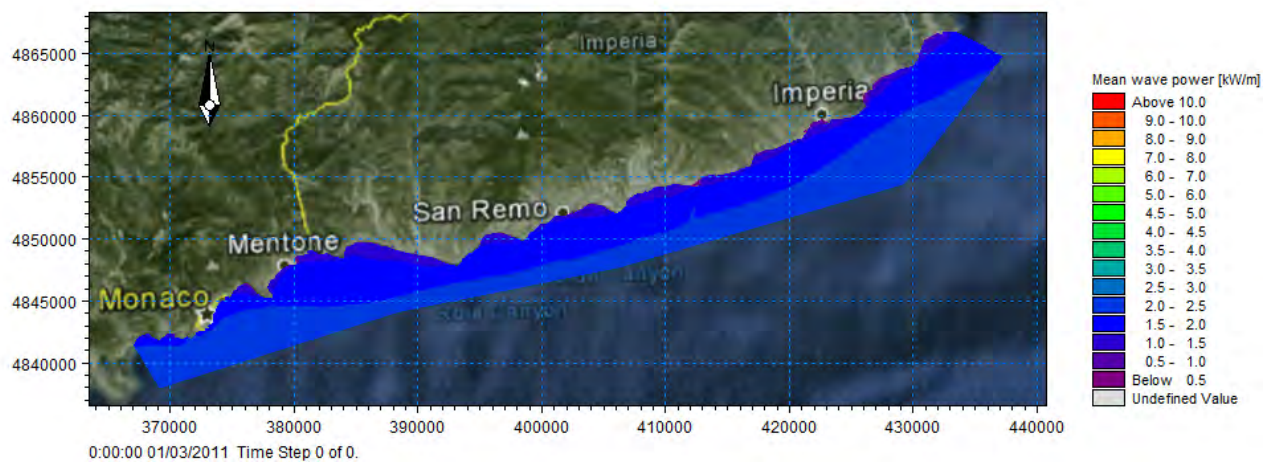 N
Imperia
Imperia
San Remo
Mentone
Monaco
Canyon
Roia Canyon
4865000
4860000
4855000
4850000
4845000
4840000
370000 380000 390000 400000 410000 420000 430000 440000
0:00:00 01/03/2011 Time Step 0 of 0.
Mean wave power [kW/m]
Above 10.0
9.0 - 10.0
8.0 - 9.0
7.0 - 8.0
6.0 - 7.0
5.0 - 6.0
4.5 - 5.0
4.0 - 4.5
3.5 - 4.0
3.0 - 3.5
2.5 - 3.0
2.0 - 2.5
1.5 - 2.0
1.0 - 1.5
0.5 - 1.0
Below 0.5
Undefined Value